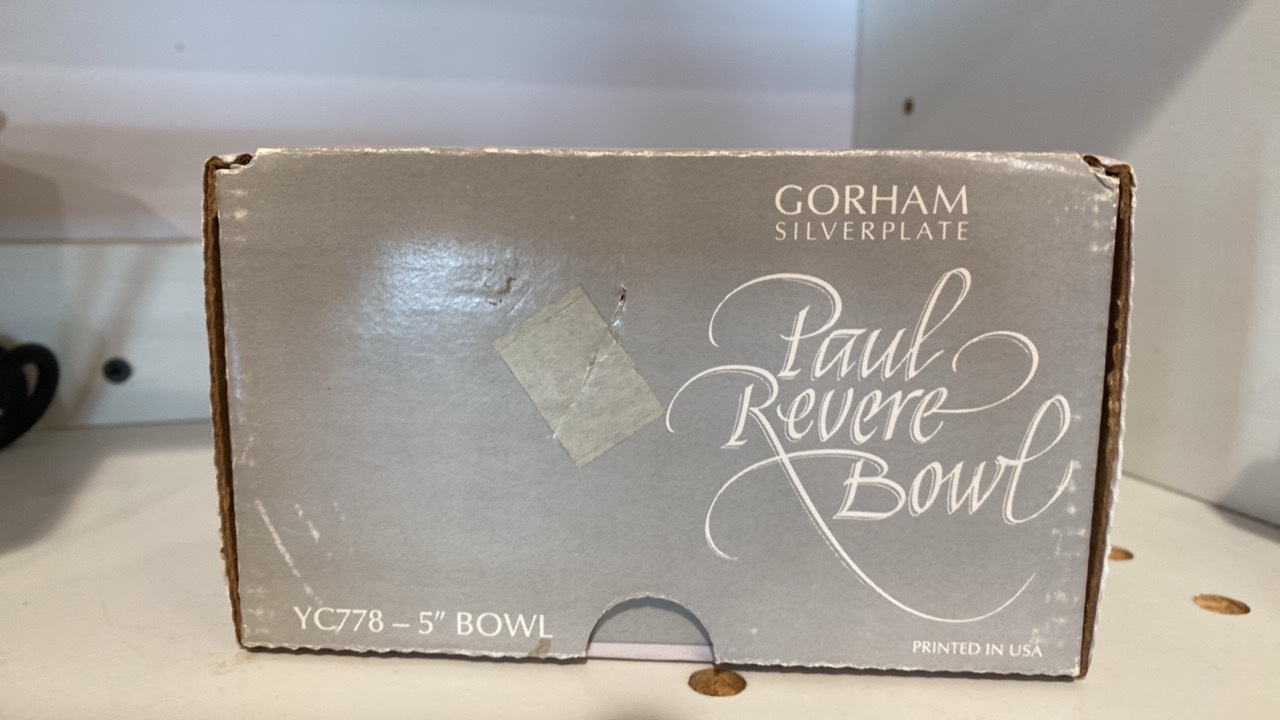 GORHAM
SILVERPLATE
Paul
Revere
Bowl
YC778 – 5″ BOWL
PRINTED IN USA